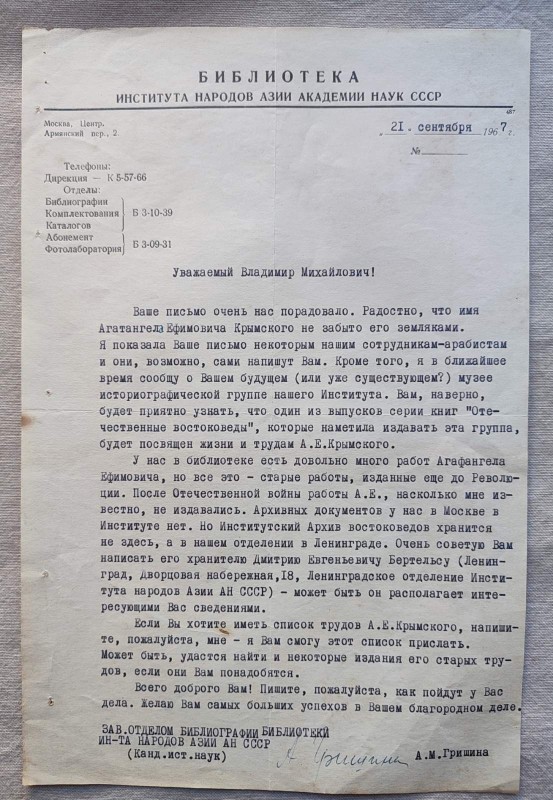 БИБЛИОТЕКА
ИНСТИТУТА НАРОДОВ АЗИИ АКАДЕМИИ НАУК СССР
Москва, Центр,
Армянский пер., 2.
„21. сентября 1967 г.
№
Телефоны:
Дирекция — К 5-57-66
Отделы:
Библиографии
Комплектования Б 3-10-39
Каталогов
Абонемент
Фотолаборатория Б 3-09-31
Уважаемый Владимир Михайлович!
Ваше письмо очень нас порадовало. Радостно, что имя
Агатангела Ефимовича Крымского не забыто его земляками.
Я показала Ваше письмо некоторым нашим сотрудникам-арабистам
и они, возможно, сами напишут Вам. Кроме того, я в ближайшее
время сообщу о Вашем будущем (или уже существующем?) музее
историографической группе нашего Института. Вам, наверно,
будет приятно узнать, что один из выпусков серии книг "Оте-
чественные востоковеды", которые наметила издавать эта группа,
будет посвящен жизни и трудам А.Е.Крымского.
У нас в библиотеке есть довольно много работ Агафангела
Ефимовича, но все это - старые работы, изданные еще до Револю-
ции. После Отечественной войны работы А.Е., насколько мне из-
вестно, не издавались. Архивных документов у нас в Москве в
Институте нет. Но Институтский Архив востоковедов хранится
не здесь, а в нашем отделении в Ленинграде. Очень советую Вам
написать его хранителю Дмитрию Евгеньевичу Бертельсу (Ленин-
град, Дворцовая набережная,18, Ленинградское отделение Инсти-
тута народов Азии АН СССР) - может быть он располагает инте-
ресующими Вас сведениями.
Если Вы хотите иметь список трудов А.Е.Крымского, напиши-
те, пожалуйста, мне - я Вам смогу этот список прислать.
Может быть, удастся найти и некоторые издания его старых тру-
дов, если они Вам понадобятся.
Всего доброго Вам! Пишите, пожалуйста, как пойдут у Вас
дела. Желаю Вам самых больших успехов в Вашем благородном деле.
ЗАВ.ОТДЕЛОМ БИБЛИОГРАФИИ БИБЛИОТЕКИ
ИН-ТА НАРОДОВ АЗИИ АН СССР
(Канд.ист.наук) А Гришина А.М.Гришина